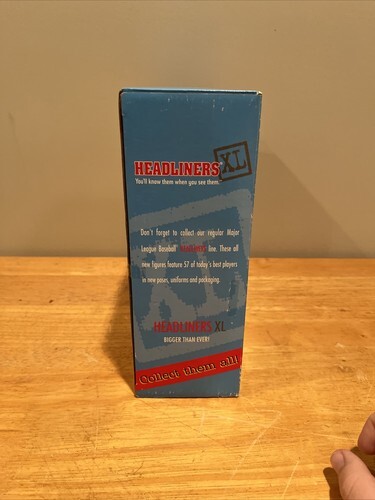 HEADLINERS XL
You'll know them when you see them.
Don't forget to collect our regular Major
League Baseball HEADLINERS line. These all
new figures feature 57 of today's best players
in new poses, uniforms and packaging.
HEADLINERS XL
BIGGER THAN EVER!
Collect them all!